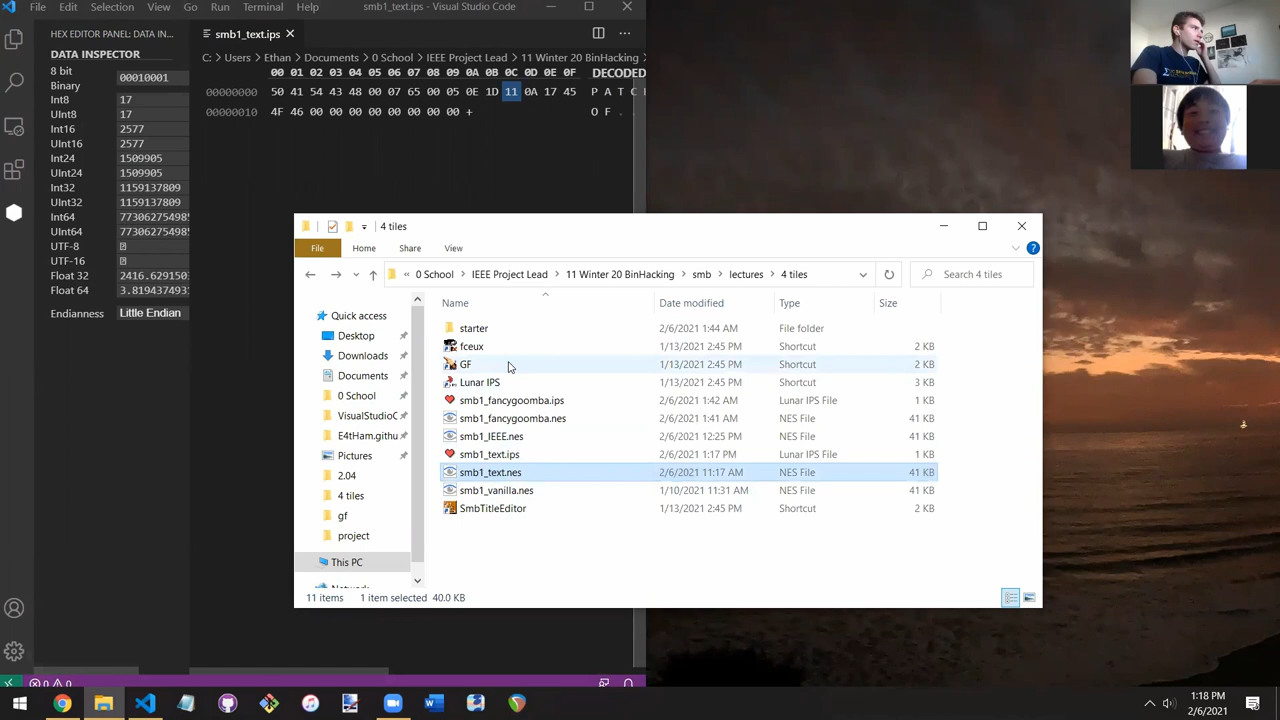 Selection View Go Run Terminal Help smb1_text.ips - Visual Studio Code
HEX EDITOR PANEL: DATA IN...
smb1_text.ips
DATA INSPECTOR
C: > Users > Ethan > Documents > 0 School > IEEE Project Lead > 11 Winter 20 BinHacking >
00 01 02 03 04 05 06 07 08 09 0A 0B 0C 0D 0E 0F DECODED
8 bit Binary 00010001
00000000 50 41 54 43 48 00 07 65 00 05 0E 1D 11 0A 17 45 P A T C
Int8 17
00000010 4F 46 00 00 00 00 00 00 00 00 + O F .
UInt8 17
Int16 2577
UInt16 2577
Int24 1509905
UInt24 1509905
Int32 1159137809
UInt32 1159137809
Int64 77306275498
UInt64 77306275498
UTF-8
UTF-16
Float 32 2416.629150
Float 64 3.819437493
Endianness Little Endian
4 tiles
File Home Share View
« 0 School > IEEE Project Lead > 11 Winter 20 BinHacking > smb > lectures > 4 tiles
Search 4 tiles
Name Date modified Type Size
Quick access
Desktop
Downloads
Documents
0 School
VisualStudioC
E4tHam.githu
Pictures
2.04
4 tiles
gf
project
This PC
Network
starter 2/6/2021 1:44 AM File folder
fceux 1/13/2021 2:45 PM Shortcut 2 KB
GF 1/13/2021 2:45 PM Shortcut 2 KB
Lunar IPS 1/13/2021 2:45 PM Shortcut 3 KB
smb1_fancygoomba.ips 2/6/2021 1:42 AM Lunar IPS File 1 KB
smb1_fancygoomba.nes 2/6/2021 1:41 AM NES File 41 KB
smb1_IEEE.nes 2/6/2021 12:25 PM NES File 41 KB
smb1_text.ips 2/6/2021 1:17 PM Lunar IPS File 1 KB
smb1_text.nes 2/6/2021 11:17 AM NES File 41 KB
smb1_vanilla.nes 1/10/2021 11:31 AM NES File 41 KB
SmbTitleEditor 1/13/2021 2:45 PM Shortcut 2 KB
11 items 1 item selected 40.0 KB
0 0
1:18 PM
2/6/2021